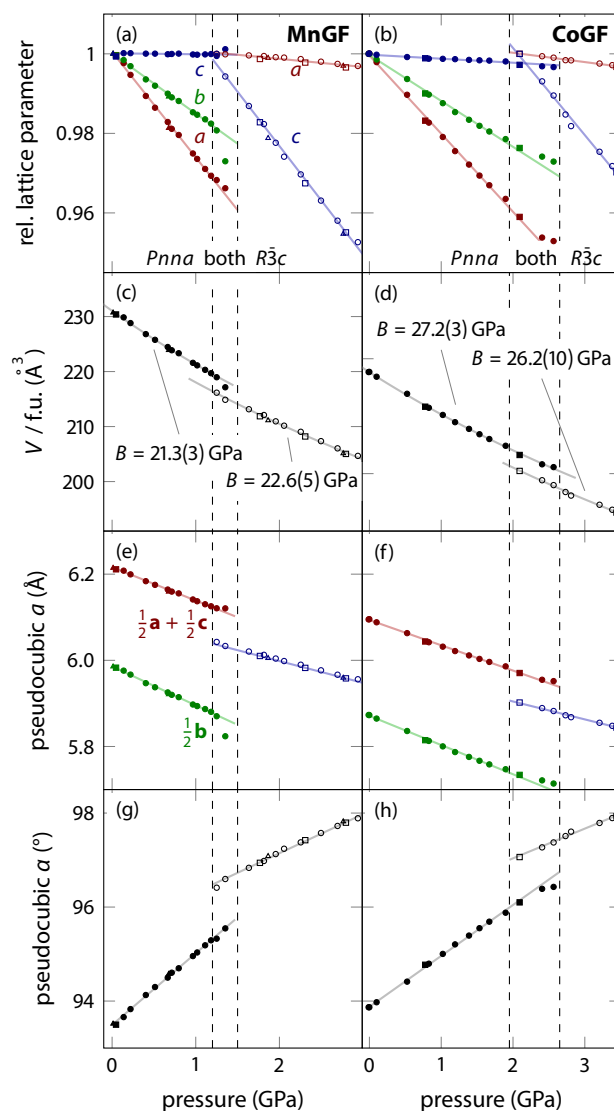 (a) MnGF
(b) CoGF
rel. lattice parameter
1
0.98
0.96
c
b
a
a
c
a
c
Pnna both R3̄c
Pnna both R3̄c
(c)
(d)
V / f.u. (Å³)
230
220
210
200
B = 21.3(3) GPa
B = 22.6(5) GPa
B = 27.2(3) GPa
B = 26.2(10) GPa
(e)
(f)
pseudocubic a (Å)
6.2
6.0
5.8
½a + ½c
½b
(g)
(h)
pseudocubic α (°)
98
96
94
0 1 2
0 1 2 3
pressure (GPa)
pressure (GPa)